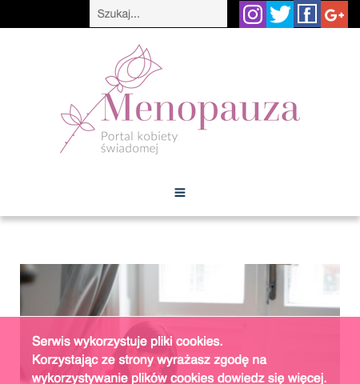 Szukaj...
Menopauza
Portal kobiety
świadomej
Serwis wykorzystuje pliki cookies.
Korzystając ze strony wyrażasz zgodę na
wykorzystywanie plików cookies dowiedz się więcej.